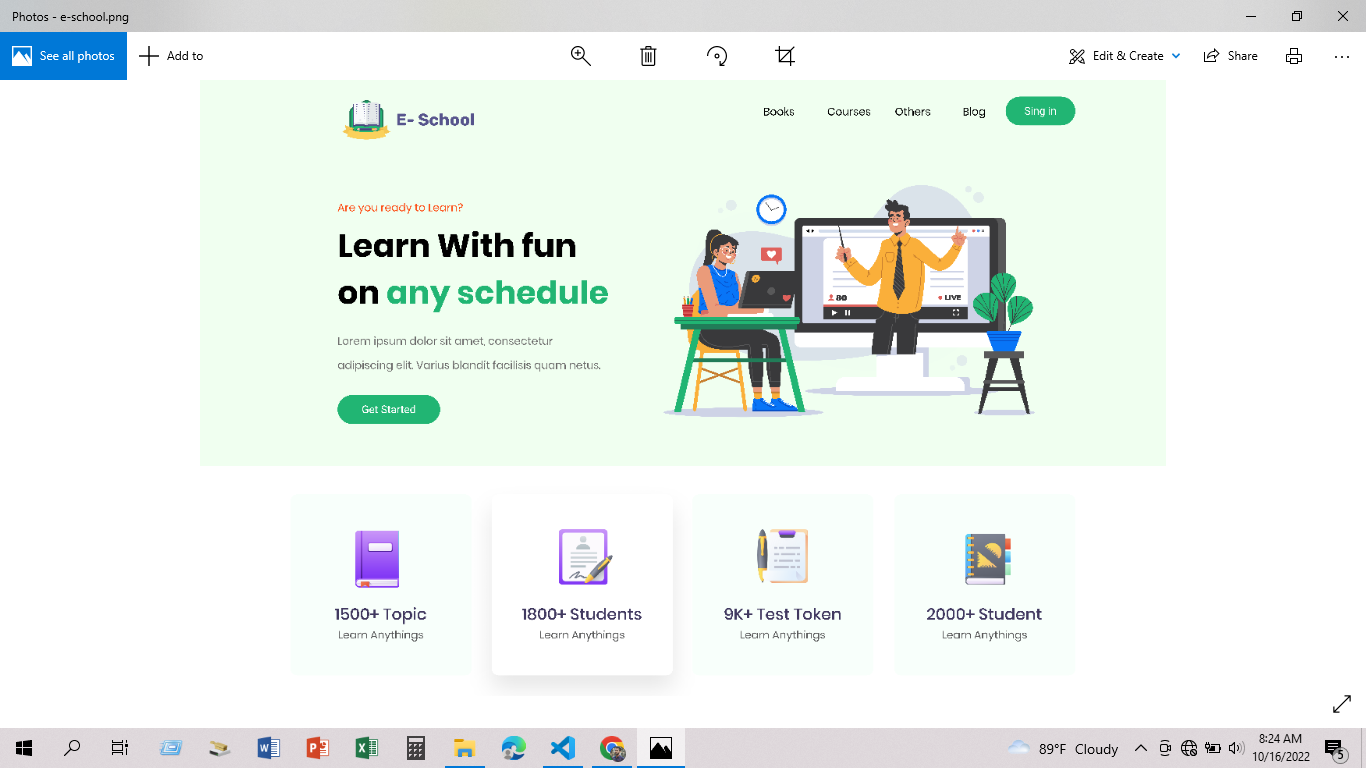 Photos - e-school.png
See all photos
Add to
Edit & Create
Share
E- School
Books
Courses
Others
Blog
Sing in
Are you ready to Learn?
Learn With fun
on any schedule
Lorem ipsum dolor sit amet, consectetur
adipiscing elit. Varius blandit facilisis quam netus.
Get Started
80
LIVE
1500+ Topic
Learn Anythings
1800+ Students
Learn Anythings
9K+ Test Token
Learn Anythings
2000+ Student
Learn Anythings
89°F Cloudy
8:24 AM
10/16/2022
5